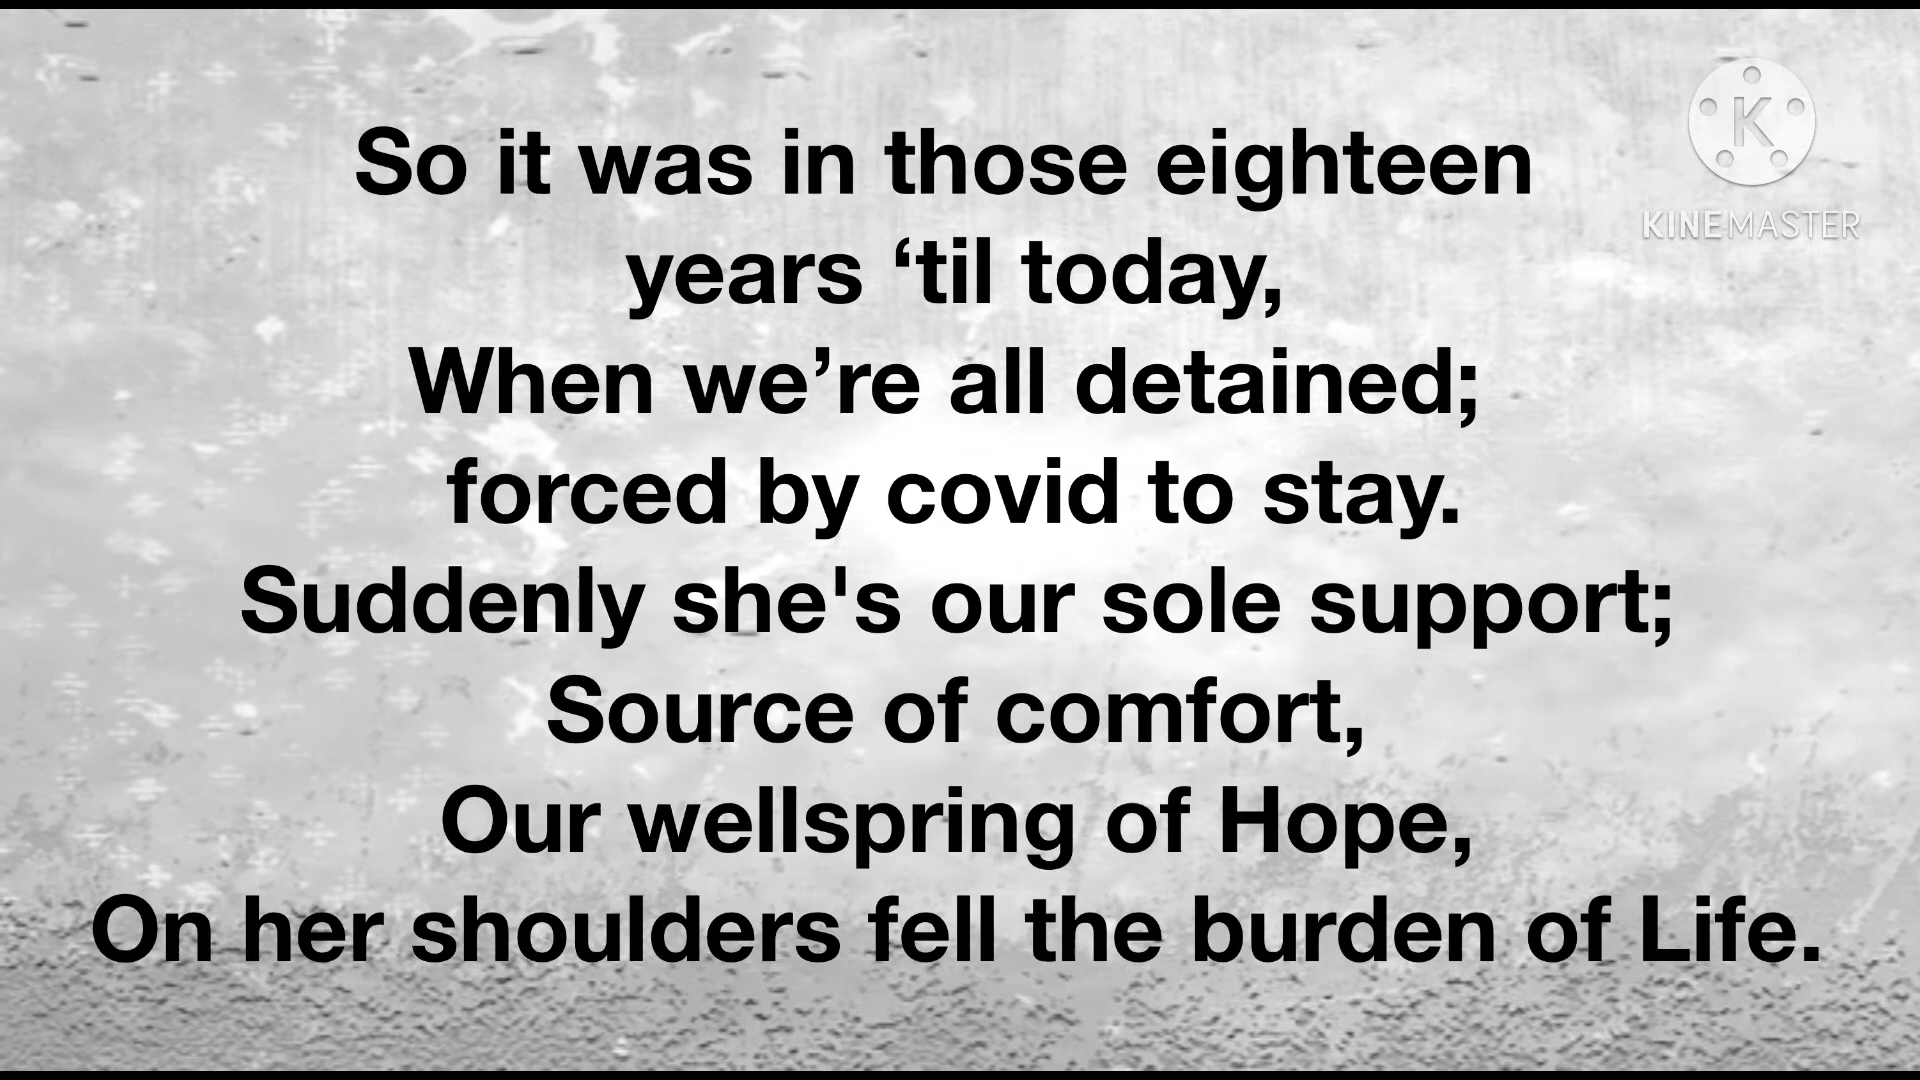 So it was in those eighteen
years ‘til today,
When we’re all detained;
forced by covid to stay.
Suddenly she's our sole support;
Source of comfort,
Our wellspring of Hope,
On her shoulders fell the burden of Life.
K
KINEMASTER